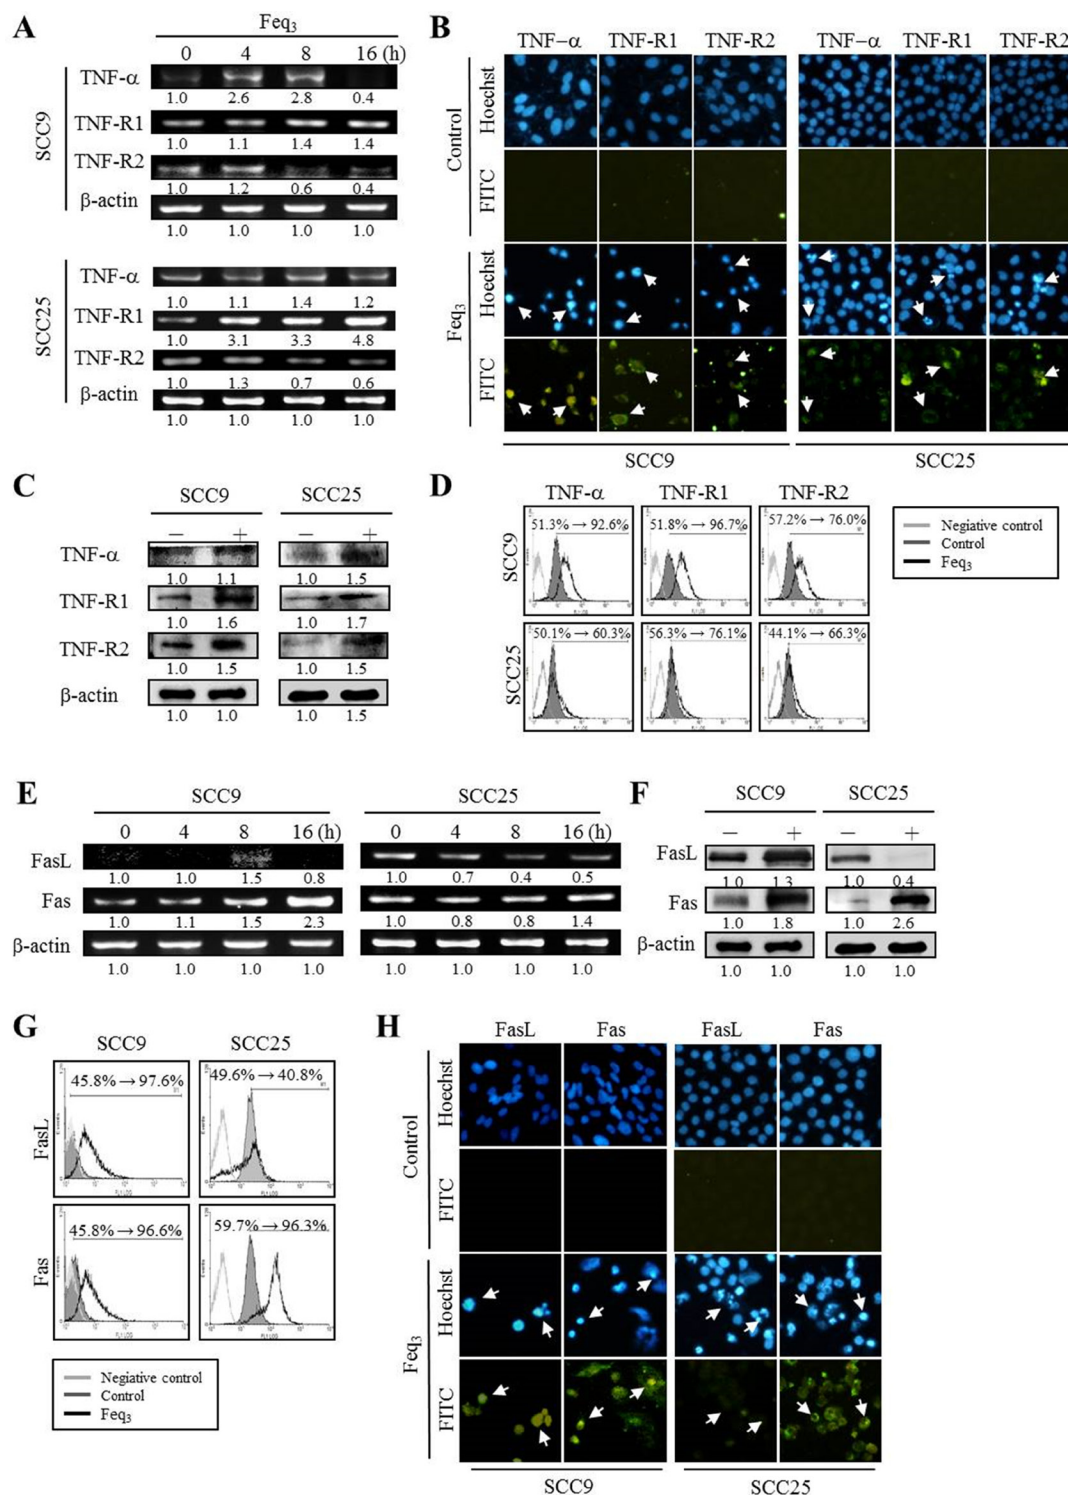 A
Feq3
0 4 8 16 (h)
SCC9
TNF-α
1.0 2.6 2.8 0.4
TNF-R1
1.0 1.1 1.4 1.4
TNF-R2
1.0 1.2 0.6 0.4
β-actin
1.0 1.0 1.0 1.0
SCC25
TNF-α
1.0 1.1 1.4 1.2
TNF-R1
1.0 3.1 3.3 4.8
TNF-R2
1.0 1.3 0.7 0.6
β-actin
1.0 1.0 1.0 1.0
B
TNF-α TNF-R1 TNF-R2 TNF-α TNF-R1 TNF-R2
Control
Hoechst
FITC
Feq3
Hoechst
FITC
SCC9 SCC25
C
SCC9 SCC25
− + − +
TNF-α
1.0 1.1 1.0 1.5
TNF-R1
1.0 1.6 1.0 1.7
TNF-R2
1.0 1.5 1.0 1.5
β-actin
1.0 1.0 1.0 1.5
D
TNF-α TNF-R1 TNF-R2
SCC9
51.3% → 92.6% 51.8% → 96.7% 57.2% → 76.0%
SCC25
50.1% → 60.3% 56.3% → 76.1% 44.1% → 66.3%
Negiative control
Control
Feq3
E
SCC9 SCC25
0 4 8 16 (h) 0 4 8 16 (h)
FasL
1.0 1.0 1.5 0.8 1.0 0.7 0.4 0.5
Fas
1.0 1.1 1.5 2.3 1.0 0.8 0.8 1.4
β-actin
1.0 1.0 1.0 1.0 1.0 1.0 1.0 1.0
F
SCC9 SCC25
− + − +
FasL
1.0 1.3 1.0 0.4
Fas
1.0 1.8 1.0 2.6
β-actin
1.0 1.0 1.0 1.0
G
SCC9 SCC25
FasL
45.8% → 97.6% 49.6% → 40.8%
FL1 LOG FL1 LOG
Fas
45.8% → 96.6% 59.7% → 96.3%
FL1 LOG FL1 LOG
Negiative control
Control
Feq3
H
FasL Fas FasL Fas
Control
Hoechst
FITC
Feq3
Hoechst
FITC
SCC9 SCC25